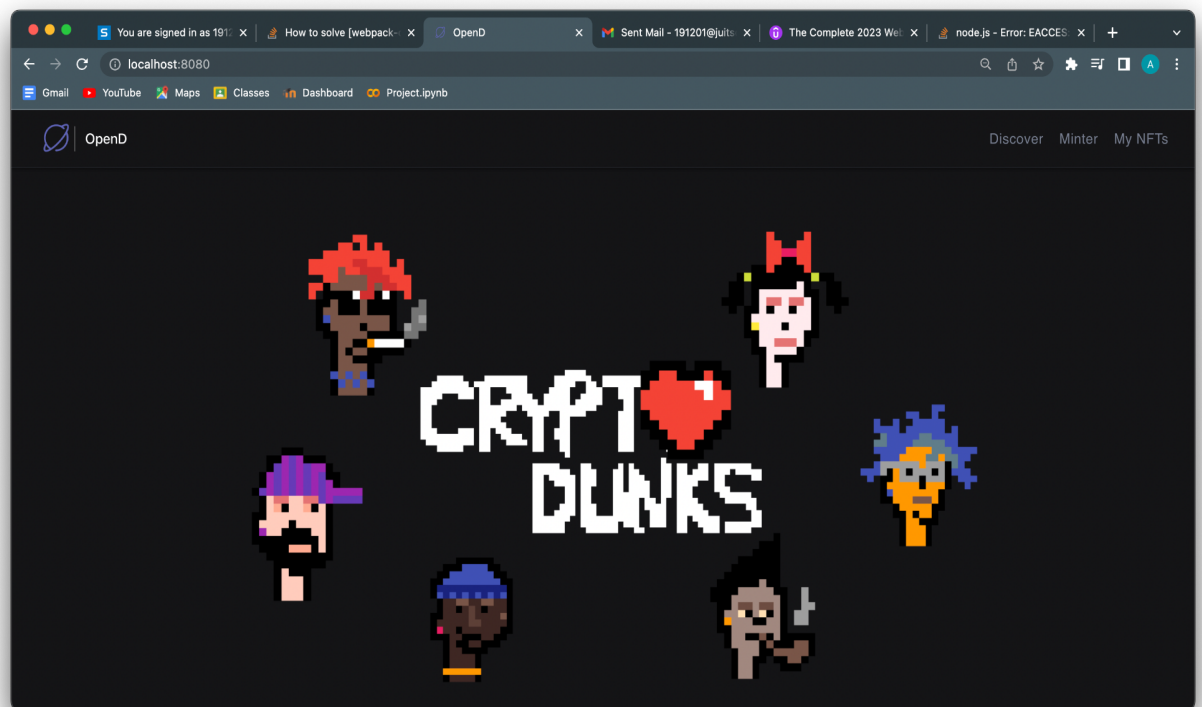 You are signed in as 1912
How to solve [webpack-c
OpenD
Sent Mail - 191201@juits
The Complete 2023 Web
node.js - Error: EACCES:
localhost:8080
A
Gmail
YouTube
Maps
Classes
Dashboard
Project.ipynb
OpenD
Discover
Minter
My NFTs
CRYPT
DUNKS